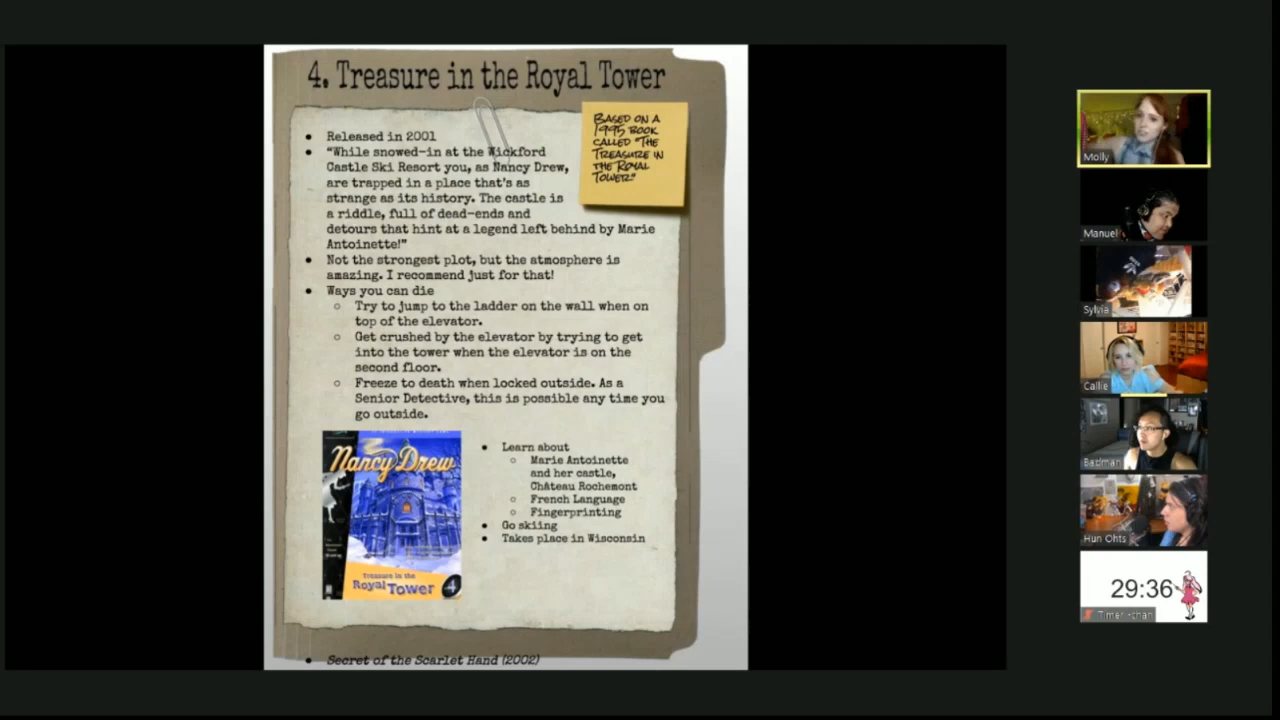 4. Treasure in the Royal Tower
BASED ON A
1995 BOOK
CALLED "THE
TREASURE IN
THE ROYAL
TOWER"
• Released in 2001
• "While snowed-in at the Wickford
Castle Ski Resort you, as Nancy Drew,
are trapped in a place that's as
strange as its history. The castle is
a riddle, full of dead-ends and
detours that hint at a legend left behind by Marie
Antoinette!"
• Not the strongest plot, but the atmosphere is
amazing. I recommend just for that!
• Ways you can die
○ Try to jump to the ladder on the wall when on
top of the elevator.
○ Get crushed by the elevator by trying to get
into the tower when the elevator is on the
second floor.
○ Freeze to death when locked outside. As a
Senior Detective, this is possible any time you
go outside.
Nancy Drew
Treasure in the
Royal Tower
4
• Learn about
○ Marie Antoinette
and her castle,
Château Rochemont
○ French Language
○ Fingerprinting
• Go skiing
• Takes place in Wisconsin
• Secret of the Scarlet Hand (2002)
Molly
Manuel
Sylvia
Callie
Badman
Hun Ohts
29:36
Timer-chan